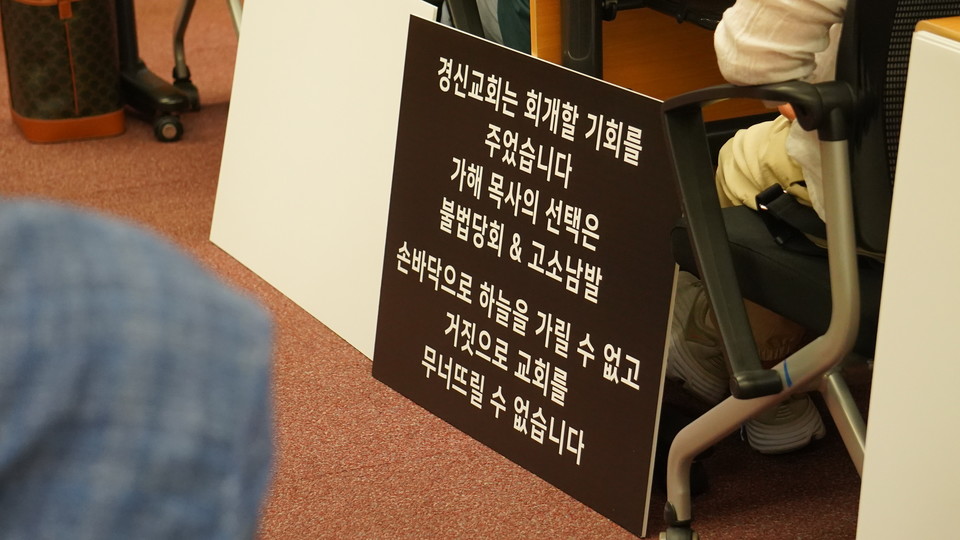 경신교회는 회개할 기회를
주었습니다
가해 목사의 선택은
불법당회 & 고소남발
손바닥으로 하늘을 가릴 수 없고
거짓으로 교회를
무너뜨릴 수 없습니다